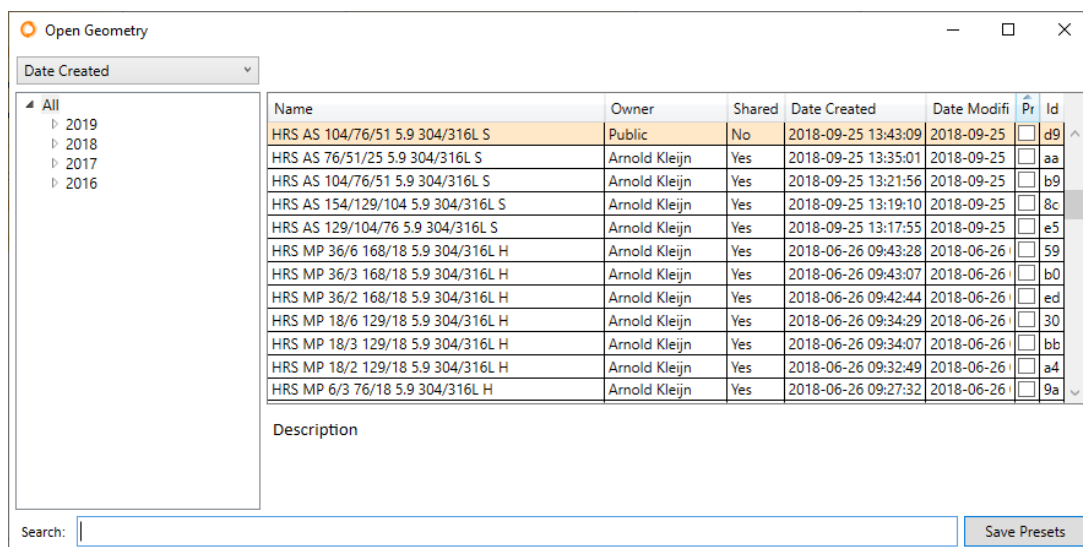 Open Geometry
Date Created
All
2019
2018
2017
2016
Name Owner Shared Date Created Date Modifi Pr Id
HRS AS 104/76/51 5.9 304/316L S Public No 2018-09-25 13:43:09 2018-09-25 d9
HRS AS 76/51/25 5.9 304/316L S Arnold Kleijn Yes 2018-09-25 13:35:01 2018-09-25 aa
HRS AS 104/76/51 5.9 304/316L S Arnold Kleijn Yes 2018-09-25 13:21:56 2018-09-25 b9
HRS AS 154/129/104 5.9 304/316L S Arnold Kleijn Yes 2018-09-25 13:19:10 2018-09-25 8c
HRS AS 129/104/76 5.9 304/316L S Arnold Kleijn Yes 2018-09-25 13:17:55 2018-09-25 e5
HRS MP 36/6 168/18 5.9 304/316L H Arnold Kleijn Yes 2018-06-26 09:43:28 2018-06-26 59
HRS MP 36/3 168/18 5.9 304/316L H Arnold Kleijn Yes 2018-06-26 09:43:07 2018-06-26 b0
HRS MP 36/2 168/18 5.9 304/316L H Arnold Kleijn Yes 2018-06-26 09:42:44 2018-06-26 ed
HRS MP 18/6 129/18 5.9 304/316L H Arnold Kleijn Yes 2018-06-26 09:34:29 2018-06-26 30
HRS MP 18/3 129/18 5.9 304/316L H Arnold Kleijn Yes 2018-06-26 09:34:07 2018-06-26 bb
HRS MP 18/2 129/18 5.9 304/316L H Arnold Kleijn Yes 2018-06-26 09:32:49 2018-06-26 a4
HRS MP 6/3 76/18 5.9 304/316L H Arnold Kleijn Yes 2018-06-26 09:27:32 2018-06-26 9a
Description
Search: Save Presets